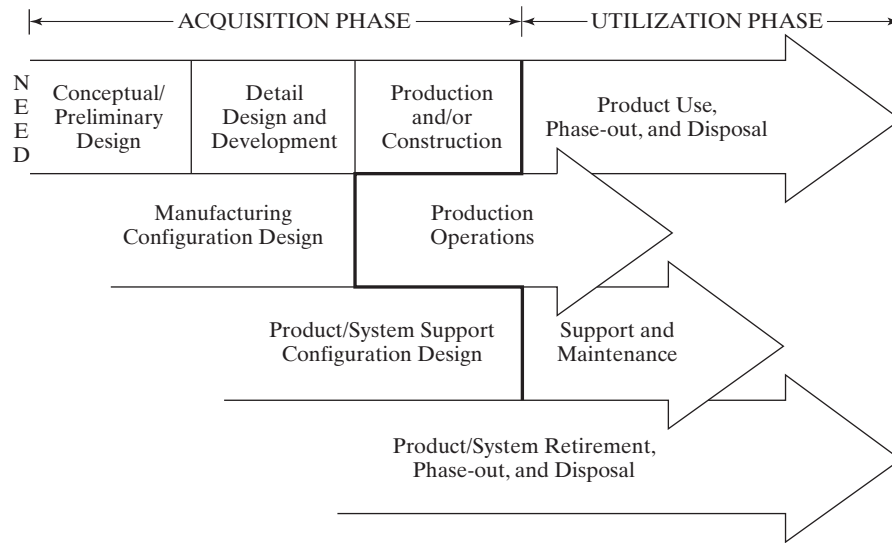 ACQUISITION PHASE
UTILIZATION PHASE
NEED
Conceptual/
Preliminary
Design
Detail
Design and
Development
Production
and/or
Construction
Product Use,
Phase-out, and Disposal
Manufacturing
Configuration Design
Production
Operations
Product/System Support
Configuration Design
Support and
Maintenance
Product/System Retirement,
Phase-out, and Disposal